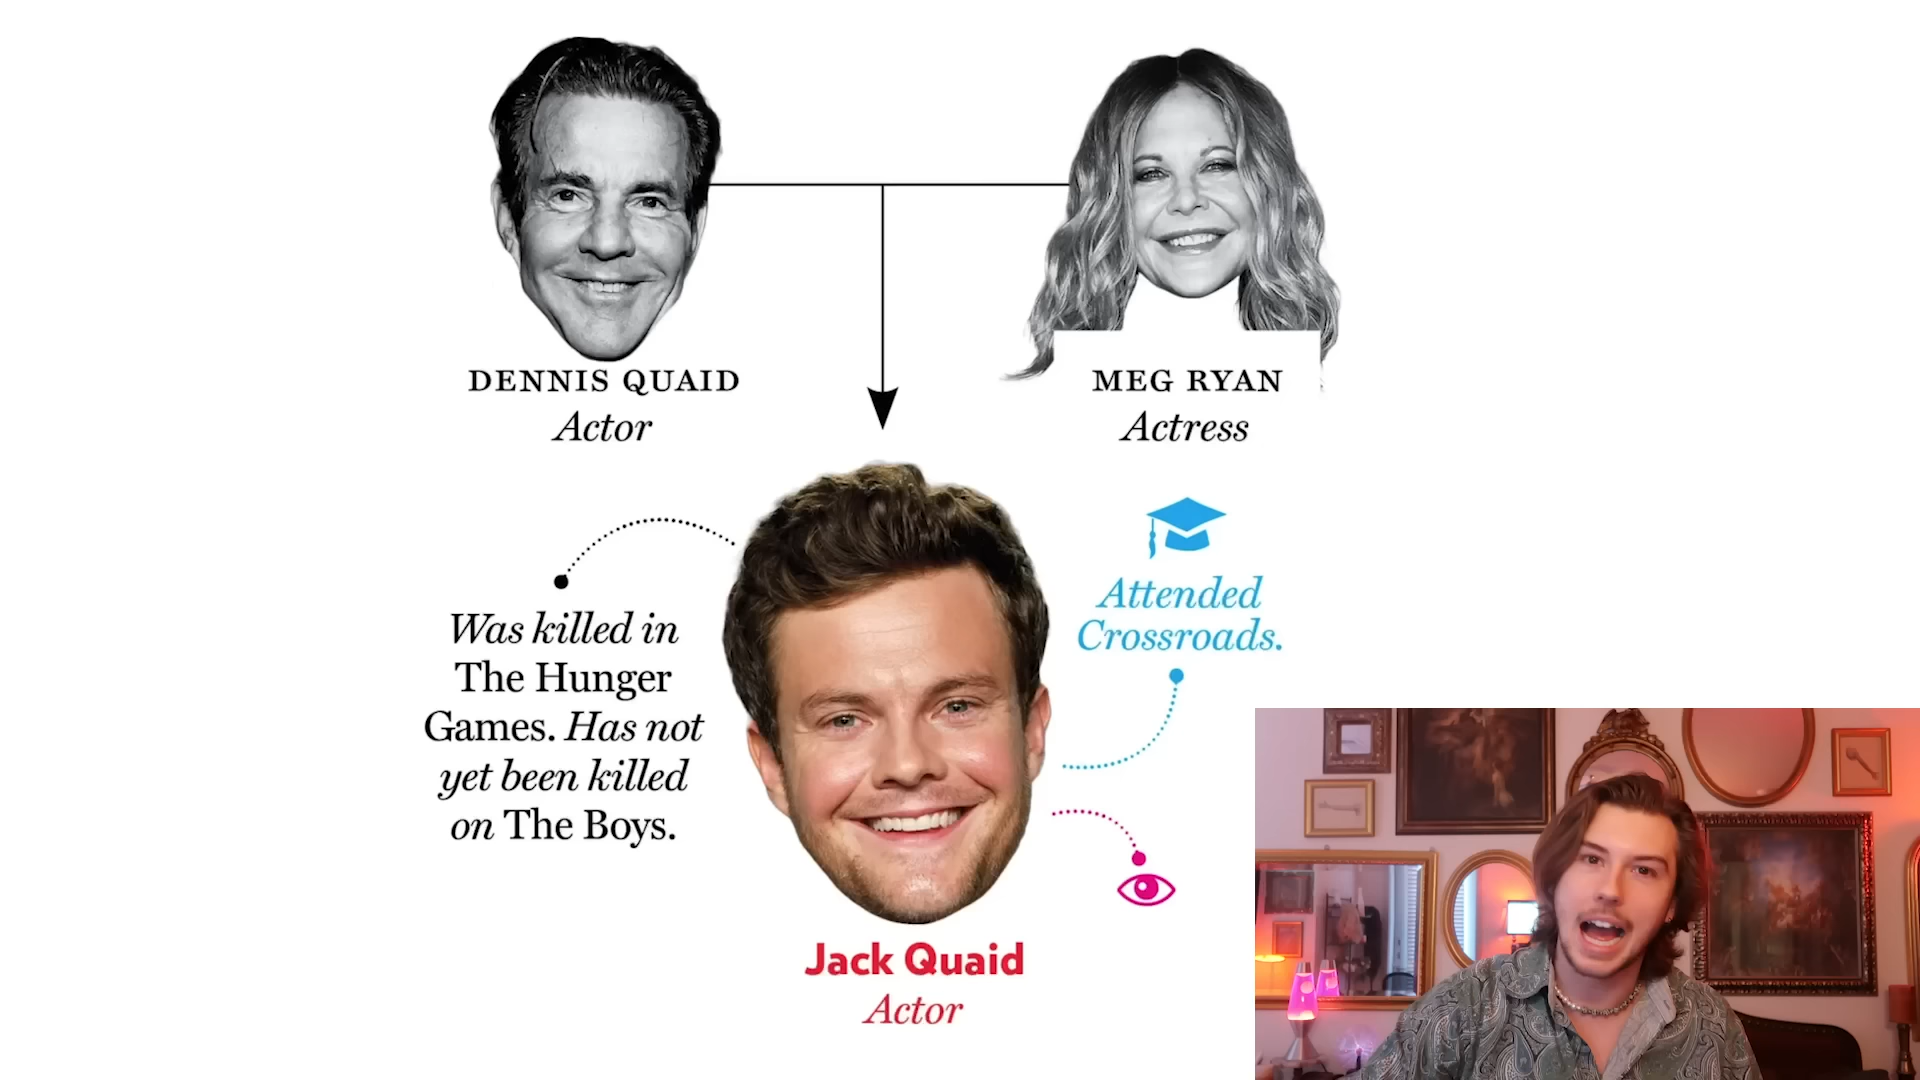 DENNIS QUAID
Actor
MEG RYAN
Actress
Was killed in
The Hunger
Games. Has not
yet been killed
on The Boys.
Attended
Crossroads.
Jack Quaid
Actor